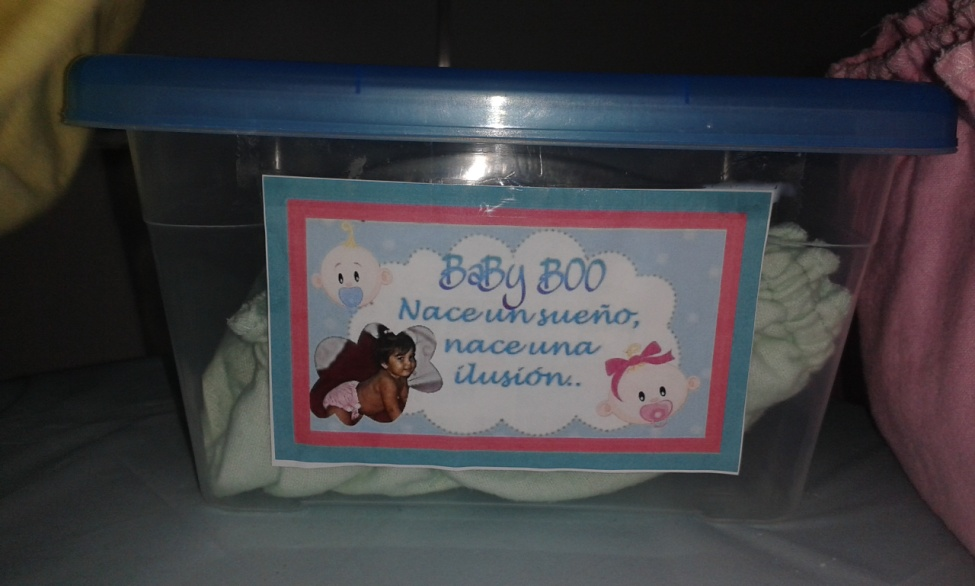 BaBy BOO
Nace un sueño,
nace una
ilusión..